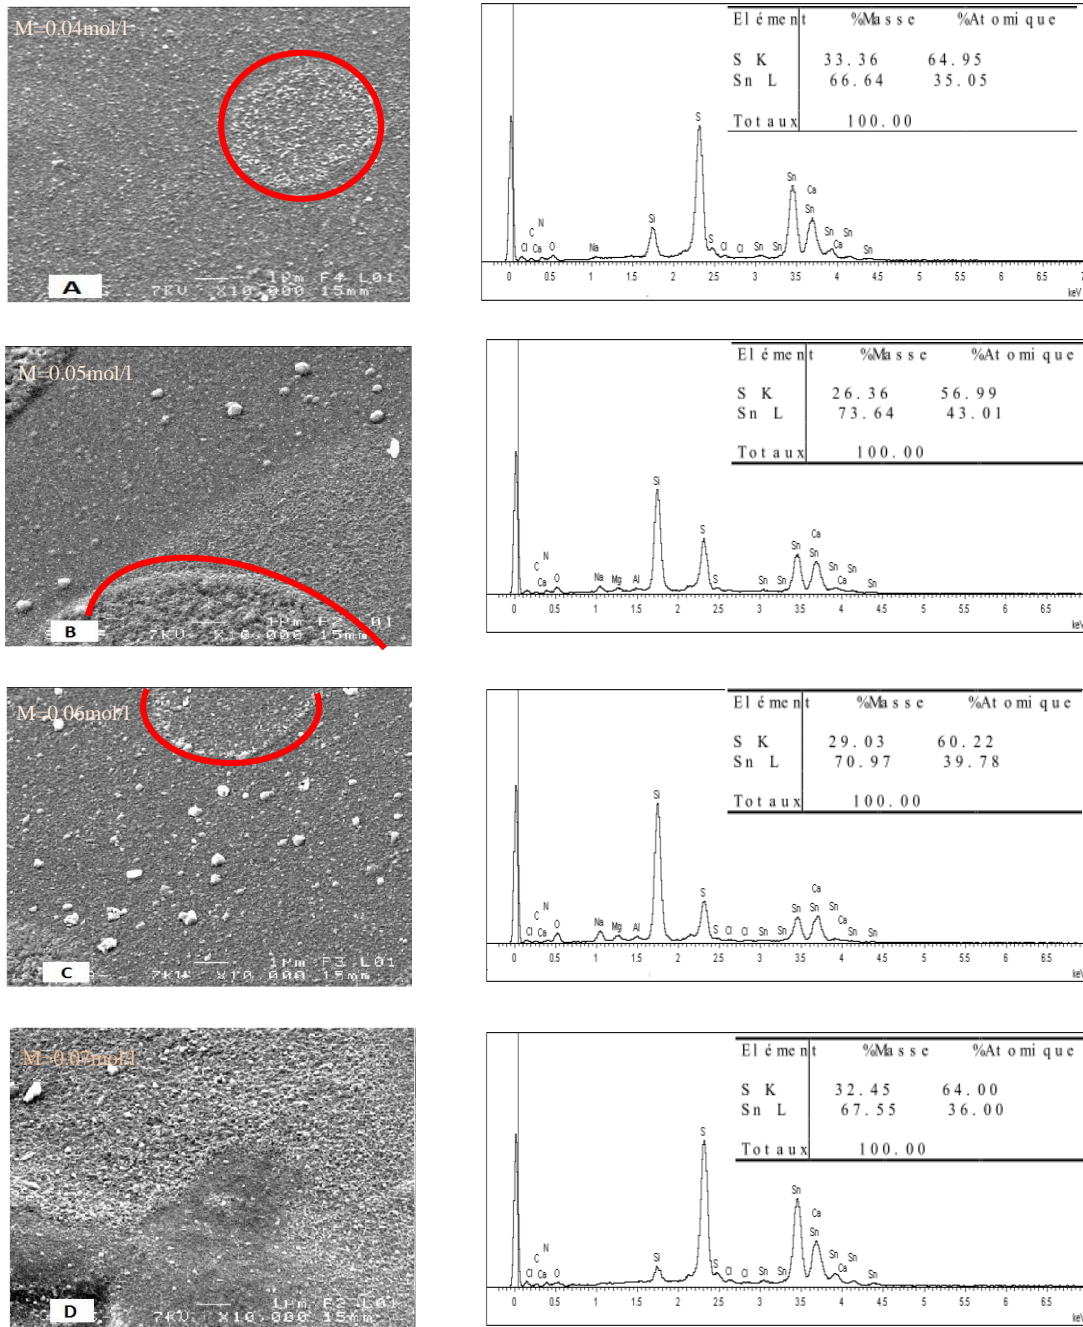 M=0.04mol/l
1µm F4 L01
7KV X10,000 15mm
A
Elément %Masse %Atomique
S K 33.36 64.95
Sn L 66.64 35.05
Totaux 100.00
S
Sn
Ca
Si
Sn
N
C
Cl Ca O
Na
S
Cl
Cl
Sn
Sn
Sn
Ca
Sn
Sn
0 0.5 1 1.5 2 2.5 3 3.5 4 4.5 5 5.5 6 6.5 7
keV
M=0.05mol/l
1µm F2 L01
7KV X10,000 15mm
B
Elément %Masse %Atomique
S K 26.36 56.99
Sn L 73.64 43.01
Totaux 100.00
Si
S
Ca
Sn Sn
N
C
Ca O
Na Mg Al
S
Sn
Sn
Sn
Ca
Sn
Sn
0 0.5 1 1.5 2 2.5 3 3.5 4 4.5 5 5.5 6 6.5
keV
M=0.06mol/l
1µm F3 L01
7KV X10,000 15mm
C
Elément %Masse %Atomique
S K 29.03 60.22
Sn L 70.97 39.78
Totaux 100.00
Si
S
Ca
Sn Sn Sn
N
C
Cl Ca O
Na Mg Al
S Cl Cl Sn Sn
Ca
Sn
Sn
0 0.5 1 1.5 2 2.5 3 3.5 4 4.5 5 5.5 6 6.5
keV
M=0.07mol/l
1µm F2 L01
7KV X10,000 15mm
D
Elément %Masse %Atomique
S K 32.45 64.00
Sn L 67.55 36.00
Totaux 100.00
S
Sn
Ca
Sn
N
C
Cl Ca O
Si
S
Cl
Cl
Sn
Sn
Sn
Ca
Sn
Sn
0 0.5 1 1.5 2 2.5 3 3.5 4 4.5 5 5.5 6 6.5
keV